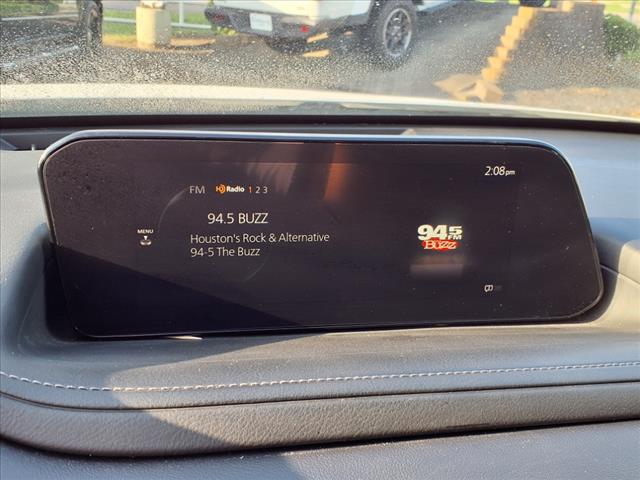 FM HD Radio 1 2 3
2:08pm
94.5 BUZZ
MENU
Houston's Rock & Alternative
94-5 The Buzz
94.5
FM
BUZZ